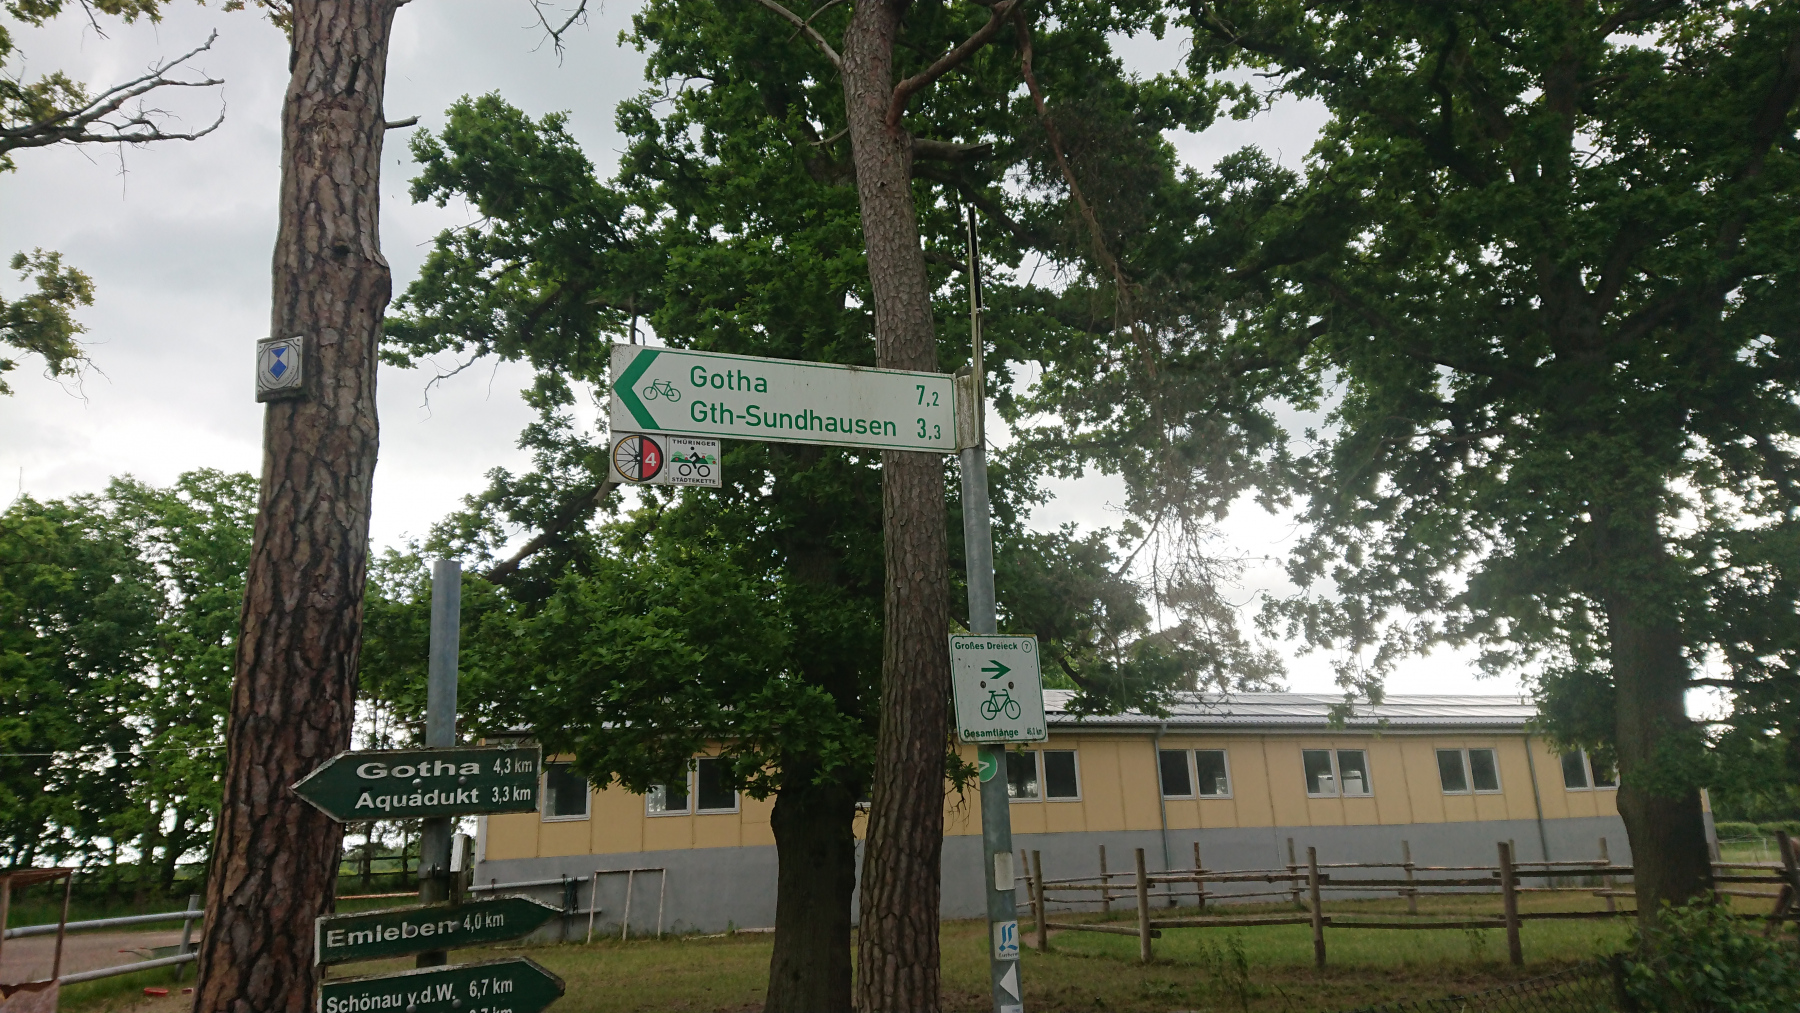 Gotha 7,2
Gth-Sundhausen 3,3
4
THÜRINGER
STÄDTEKETTE
Großes Dreieck 7
Gesamtlänge
Gotha 4,3 km
Aquädukt 3,3 km
Emleben 4,0 km
Schönau v.d.W. 6,7 km